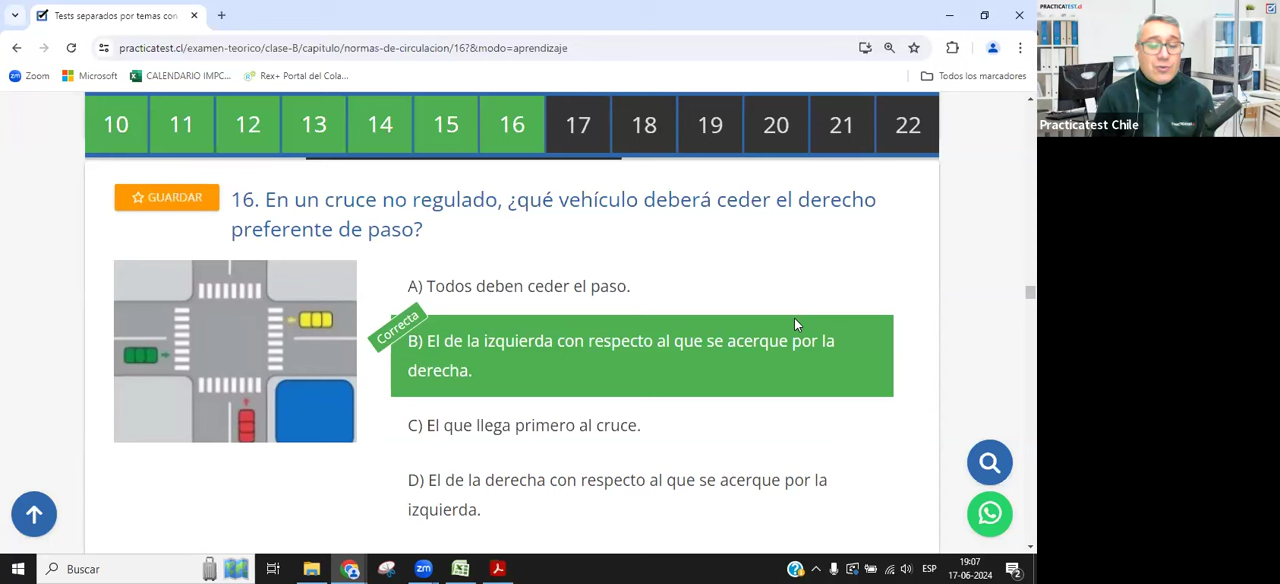 Tests separados por temas con
practicatest.cl/examen-teorico/clase-B/capitulo/normas-de-circulacion/167&modo=aprendizaje
Zoom
Microsoft
CALENDARIO IMPC...
Rex+ Portal del Cola...
Todos los marcadores
PRACTICATEST.cl
Practicatest Chile
10 11 12 13 14 15 16 17 18 19 20 21 22
GUARDAR
16. En un cruce no regulado, ¿qué vehículo deberá ceder el derecho
preferente de paso?
A) Todos deben ceder el paso.
Correcta
B) El de la izquierda con respecto al que se acerque por la
derecha.
C) El que llega primero al cruce.
D) El de la derecha con respecto al que se acerque por la
izquierda.
Buscar
zm
ESP
19:07
17-06-2024
2